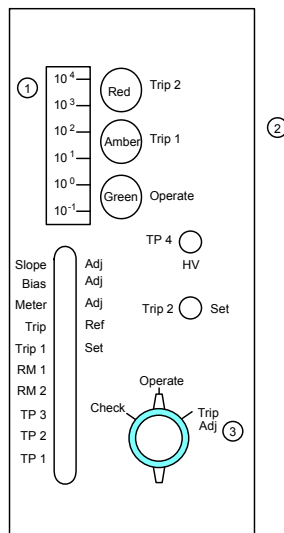 ① 10⁴ Red Trip 2
10³
10² Amber Trip 1 ②
10¹
10⁰ Green Operate
10⁻¹
TP 4
HV
Slope Adj
Bias Adj
Meter Adj
Trip 2 Set
Trip Ref
Trip 1 Set
RM 1
RM 2
TP 3
TP 2
TP 1
Operate
Check
Trip
Adj ③